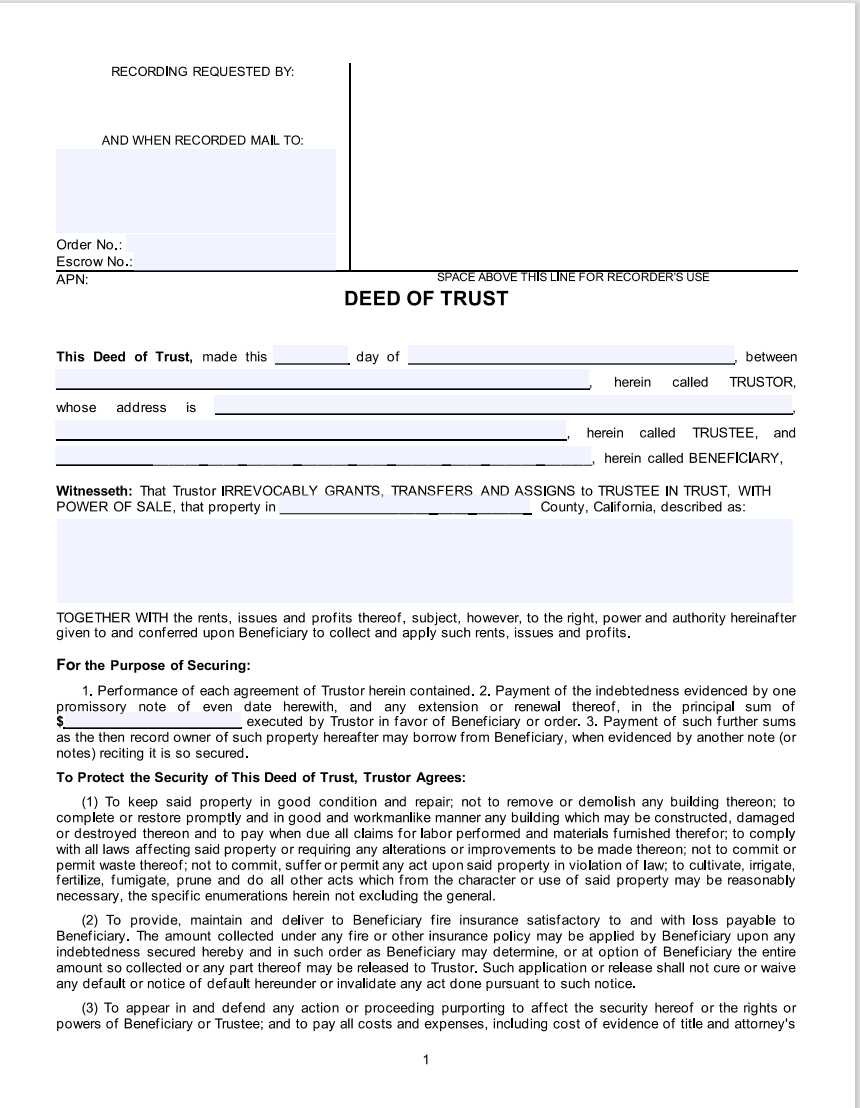 RECORDING REQUESTED BY:
AND WHEN RECORDED MAIL TO:
Order No.:
Escrow No.:
APN:
SPACE ABOVE THIS LINE FOR RECORDER'S USE
DEED OF TRUST
This Deed of Trust, made this ________ day of ________, between
________, herein called TRUSTOR,
whose address is ________,
________, herein called TRUSTEE, and
________, herein called BENEFICIARY,
Witnesseth: That Trustor IRREVOCABLY GRANTS, TRANSFERS AND ASSIGNS to TRUSTEE IN TRUST, WITH
POWER OF SALE, that property in ________ County, California, described as:
TOGETHER WITH the rents, issues and profits thereof, subject, however, to the right, power and authority hereinafter
given to and conferred upon Beneficiary to collect and apply such rents, issues and profits.
For the Purpose of Securing:
1. Performance of each agreement of Trustor herein contained. 2. Payment of the indebtedness evidenced by one
promissory note of even date herewith, and any extension or renewal thereof, in the principal sum of
$________ executed by Trustor in favor of Beneficiary or order. 3. Payment of such further sums
as the then record owner of such property hereafter may borrow from Beneficiary, when evidenced by another note (or
notes) reciting it is so secured.
To Protect the Security of This Deed of Trust, Trustor Agrees:
(1) To keep said property in good condition and repair; not to remove or demolish any building thereon; to
complete or restore promptly and in good and workmanlike manner any building which may be constructed, damaged
or destroyed thereon and to pay when due all claims for labor performed and materials furnished therefor; to comply
with all laws affecting said property or requiring any alterations or improvements to be made thereon; not to commit or
permit waste thereof; not to commit, suffer or permit any act upon said property in violation of law; to cultivate, irrigate,
fertilize, fumigate, prune and do all other acts which from the character or use of said property may be reasonably
necessary, the specific enumerations herein not excluding the general.
(2) To provide, maintain and deliver to Beneficiary fire insurance satisfactory to and with loss payable to
Beneficiary. The amount collected under any fire or other insurance policy may be applied by Beneficiary upon any
indebtedness secured hereby and in such order as Beneficiary may determine, or at option of Beneficiary the entire
amount so collected or any part thereof may be released to Trustor. Such application or release shall not cure or waive
any default or notice of default hereunder or invalidate any act done pursuant to such notice.
(3) To appear in and defend any action or proceeding purporting to affect the security hereof or the rights or
powers of Beneficiary or Trustee; and to pay all costs and expenses, including cost of evidence of title and attorney's
1